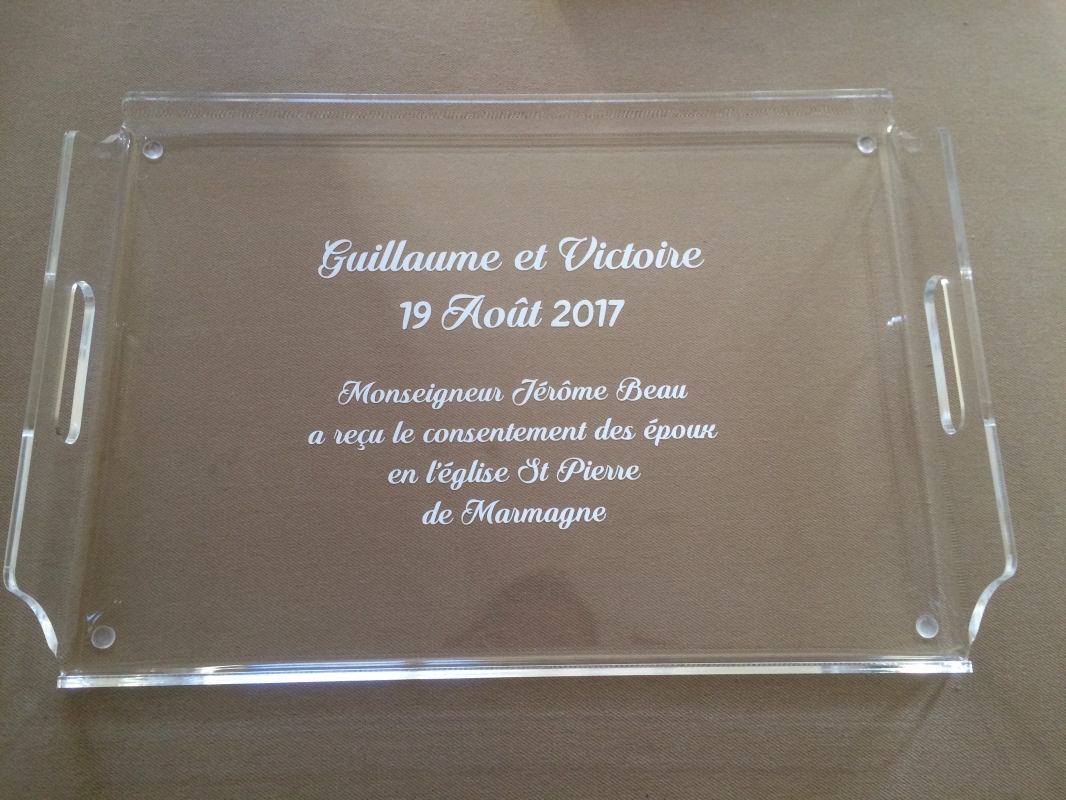 Guillaume et Victoire
19 Août 2017
Monseigneur Jérôme Beau
a reçu le consentement des époux
en l'église St Pierre
de Marmagne